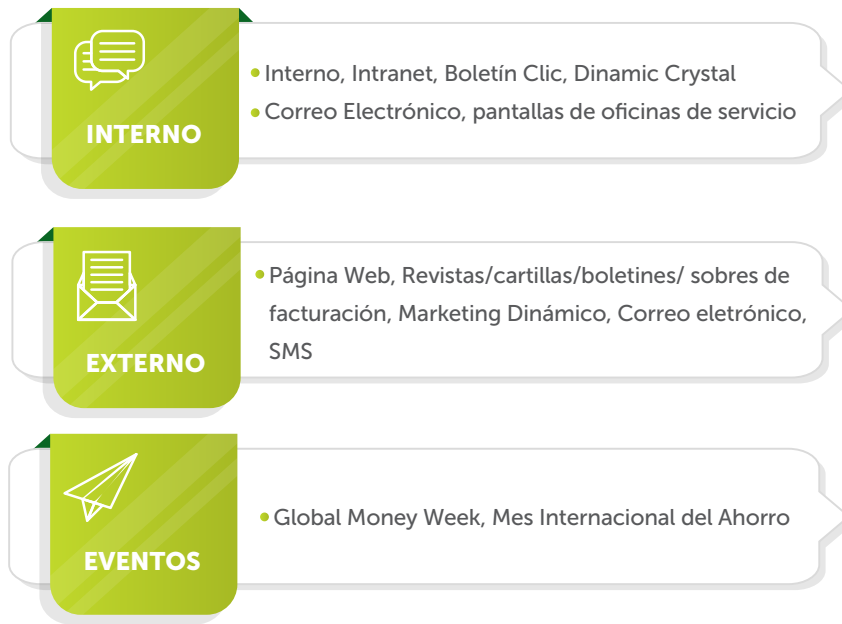 INTERNO
• Interno, Intranet, Boletín Clic, Dinamic Crystal
• Correo Electrónico, pantallas de oficinas de servicio
EXTERNO
• Página Web, Revistas/cartillas/boletines/ sobres de
facturación, Marketing Dinámico, Correo eletrónico,
SMS
EVENTOS
• Global Money Week, Mes Internacional del Ahorro